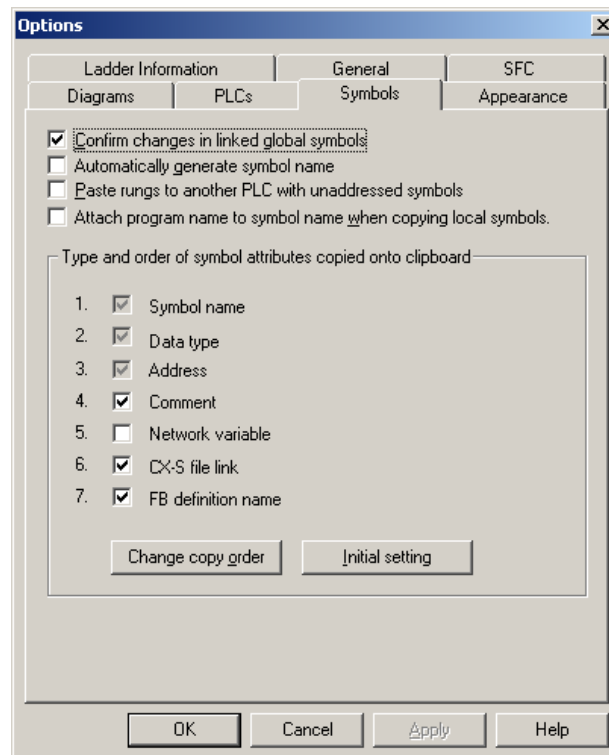 Options
Ladder Information General SFC
Diagrams PLCs Symbols Appearance
Confirm changes in linked global symbols
Automatically generate symbol name
Paste rungs to another PLC with unaddressed symbols
Attach program name to symbol name when copying local symbols.
Type and order of symbol attributes copied onto clipboard
1. Symbol name
2. Data type
3. Address
4. Comment
5. Network variable
6. CX-S file link
7. FB definition name
Change copy order Initial setting
OK Cancel Apply Help